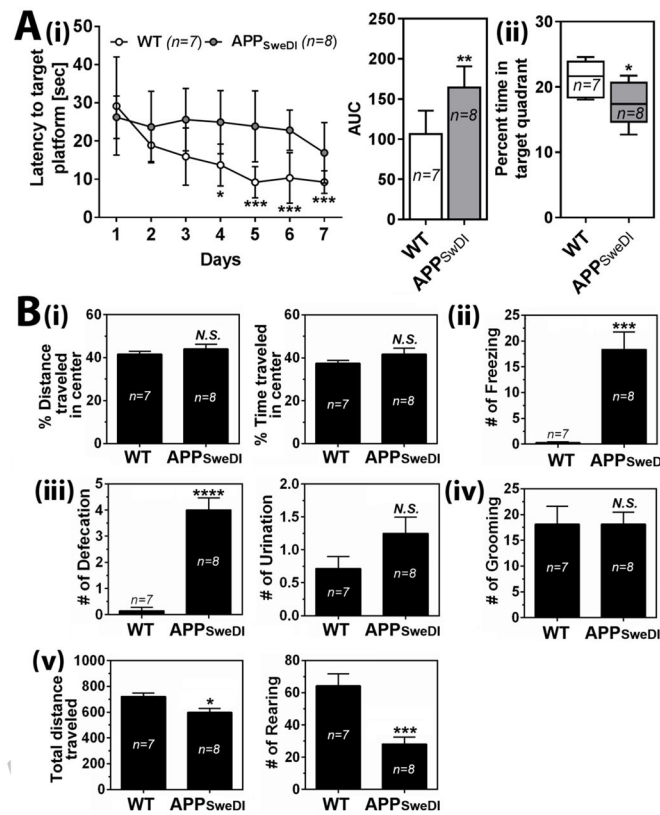 A (i)
WT (n=7) APPSweDI (n=8)
Latency to target
platform [sec]
50
40
30
20
10
0
* *** *** ***
1 2 3 4 5 6 7
Days
AUC
250
200
150
100
50
0
**
n=7
n=8
WT
APPSwDI
(ii)
Percent time in
target quadrant
30
20
10
0
*
n=7
n=8
WT
APPSweDI
B (i)
% Distance
traveled
in center
60
40
20
0
N.S.
n=7
n=8
WT APPSweDI
% Time traveled
in center
60
40
20
0
N.S.
n=7
n=8
WT APPSweDI
(ii)
# of Freezing
25
20
15
10
5
0
***
n=7
n=8
WT APPSweDI
(iii)
# of Defecation
5
4
3
2
1
0
****
n=7
n=8
WT APPSweDI
# of Urination
2.0
1.5
1.0
0.5
0.0
N.S.
n=7
n=8
WT APPSweDI
(iv)
# of Grooming
25
20
15
10
5
0
N.S.
n=7
n=8
WT APPSweDI
(v)
Total distance
traveled
1000
800
600
400
200
0
*
n=7
n=8
WT APPSweDI
# of Rearing
80
60
40
20
0
***
n=7
n=8
WT APPSweDI